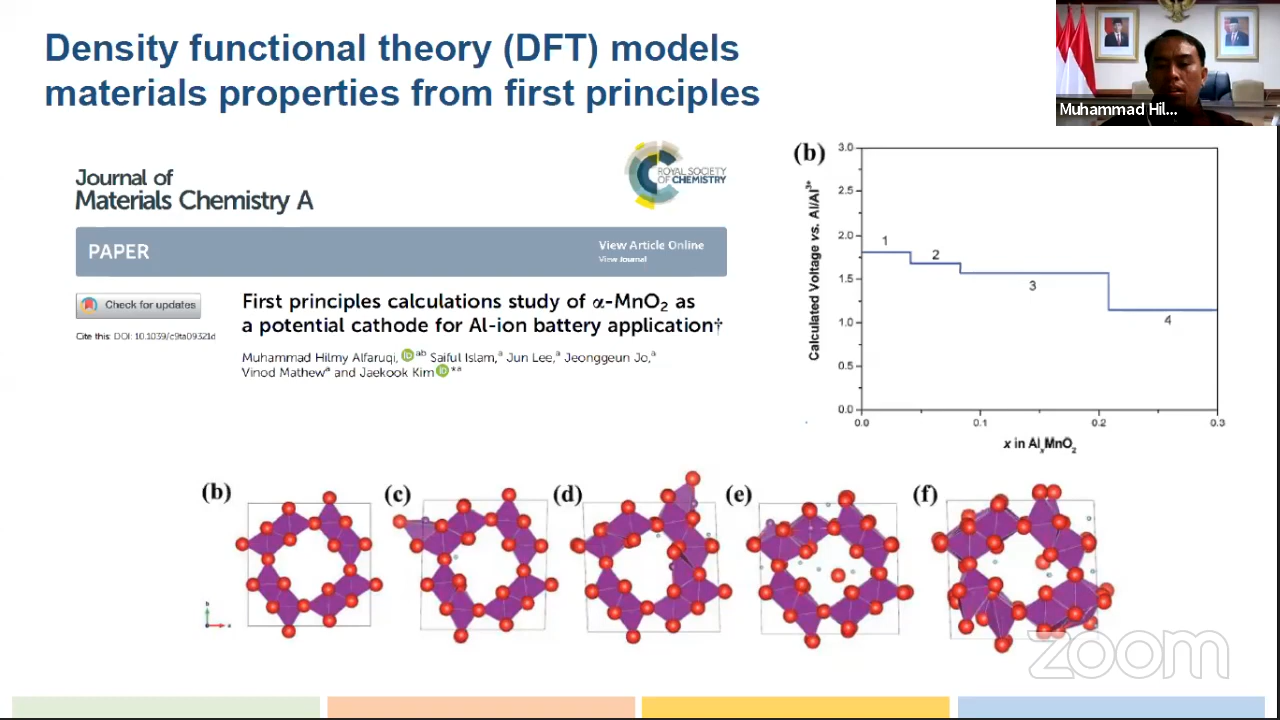 Density functional theory (DFT) models
materials properties from first principles
Muhammad Hil...
Journal of
Materials Chemistry A
ROYAL SOCIETY
OF CHEMISTRY
PAPER
View Article Online
View Journal
Check for updates
Cite this: DOI: 10.1039/c9ta09321d
First principles calculations study of α-MnO₂ as
a potential cathode for Al-ion battery application†
Muhammad Hilmy Alfaruqi, iD ᵃᵇ Saiful Islam,ᵃ Jun Lee,ᵃ Jeonggeun Jo,ᵃ
Vinod Mathewᵃ and Jaekook Kim iD *ᵃ
(b)
Calculated Voltage vs. Al/Al³⁺
3.0
2.5
2.0
1.5
1.0
0.5
0.0
1
2
3
4
0.0 0.1 0.2 0.3
x in AlₓMnO₂
(b) (c) (d) (e) (f)
b
a
zoom